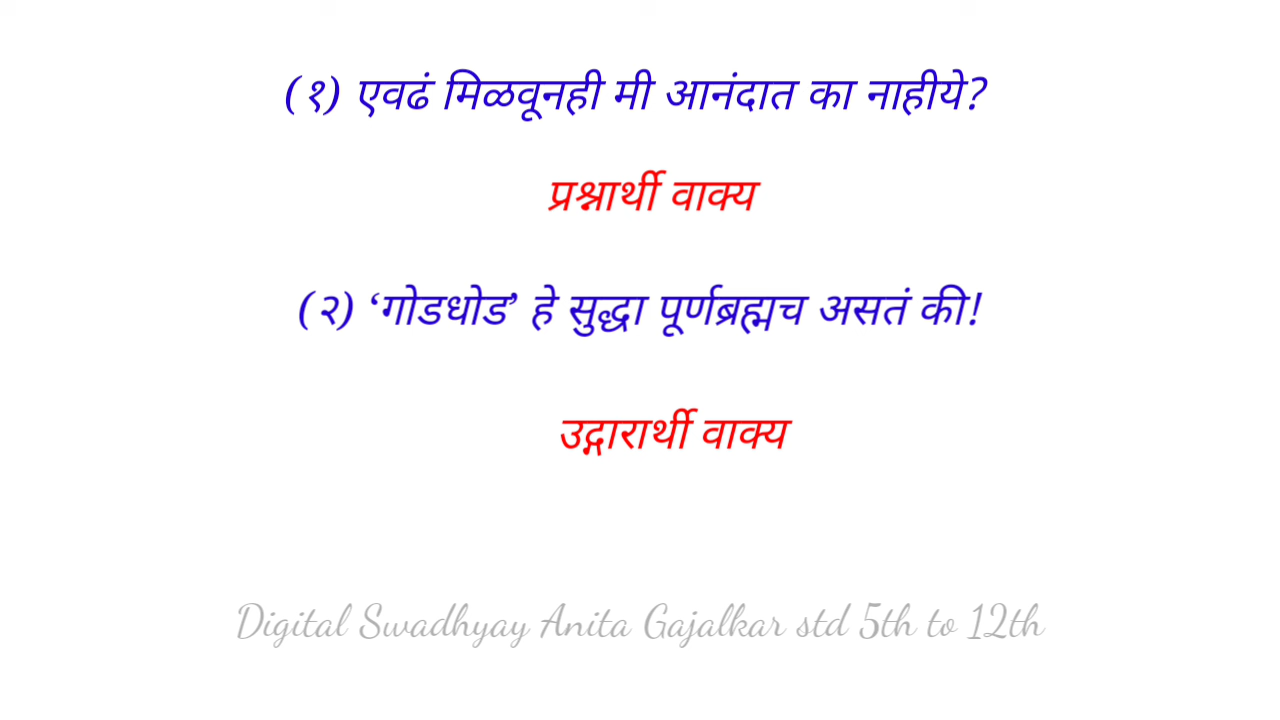 (१) एवढं मिळवूनही मी आनंदात का नाहीये?
प्रश्नार्थी वाक्य
(२) ‘गोडधोड’ हे सुद्धा पूर्णब्रह्मच असतं की!
उद्गारार्थी वाक्य
Digital Swadhyay Anita Gajalkar std 5th to 12th